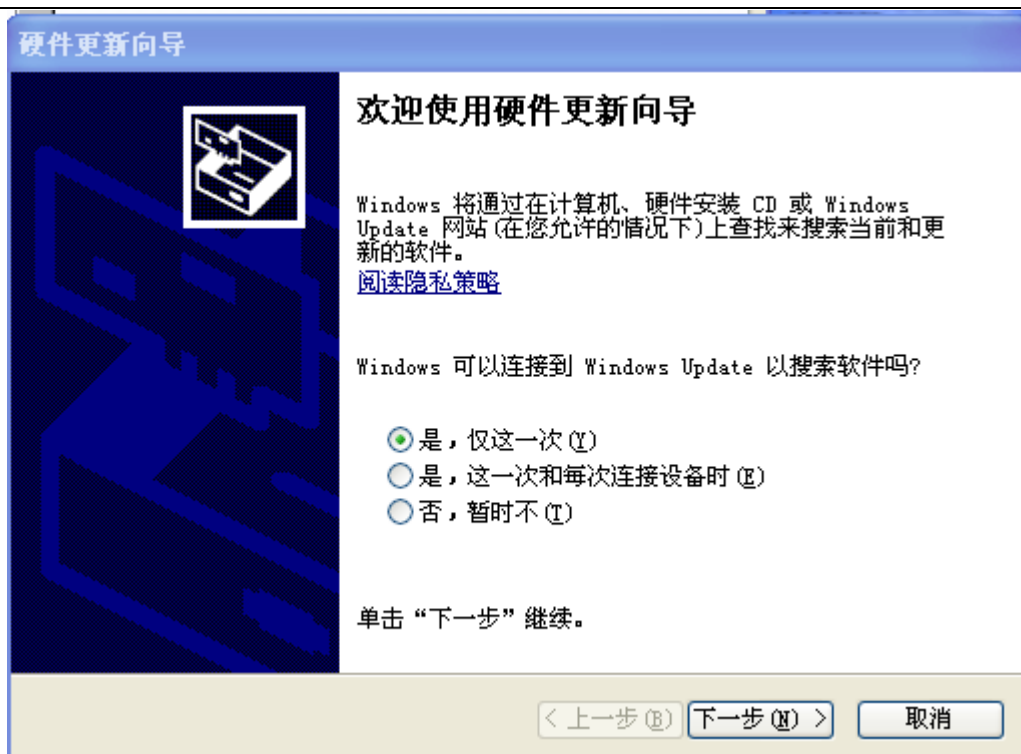 硬件更新向导
欢迎使用硬件更新向导
Windows 将通过在计算机、硬件安装 CD 或 Windows
Update 网站(在您允许的情况下)上查找来搜索当前和更
新的软件。
阅读隐私策略
Windows 可以连接到 Windows Update 以搜索软件吗?
是，仅这一次(Y)
是，这一次和每次连接设备时(E)
否，暂时不(T)
单击“下一步”继续。
< 上一步(B) 下一步(N) > 取消